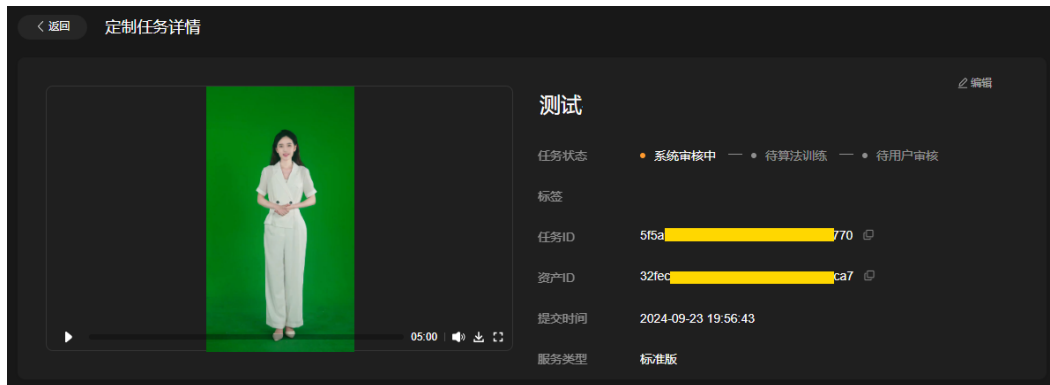 返回 定制任务详情
编辑
测试
任务状态 系统审核中 待算法训练 待用户审核
标签
任务ID 5f5a 770
资产ID 32fec ca7
提交时间 2024-09-23 19:56:43
05:00
服务类型 标准版